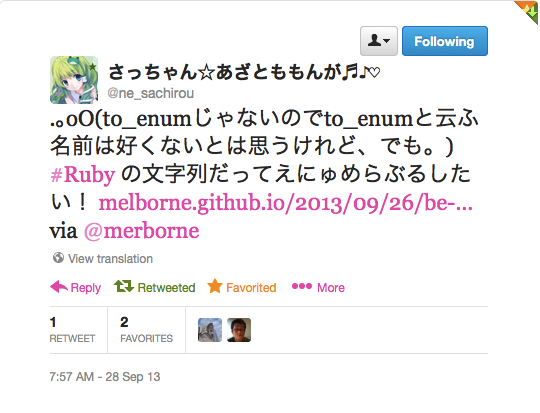 Following
さっちゃん☆あざとももんが♬♪♡
@ne_sachirou
.｡oO(to_enumじゃないのでto_enumと云ふ
名前は好くないとは思うけれど、でも。)
#Ruby の文字列だってえにゅめらぶるした
い！ melborne.github.io/2013/09/26/be-…
via @merborne
View translation
Reply Retweeted Favorited More
1 2
RETWEET FAVORITES
7:57 AM - 28 Sep 13